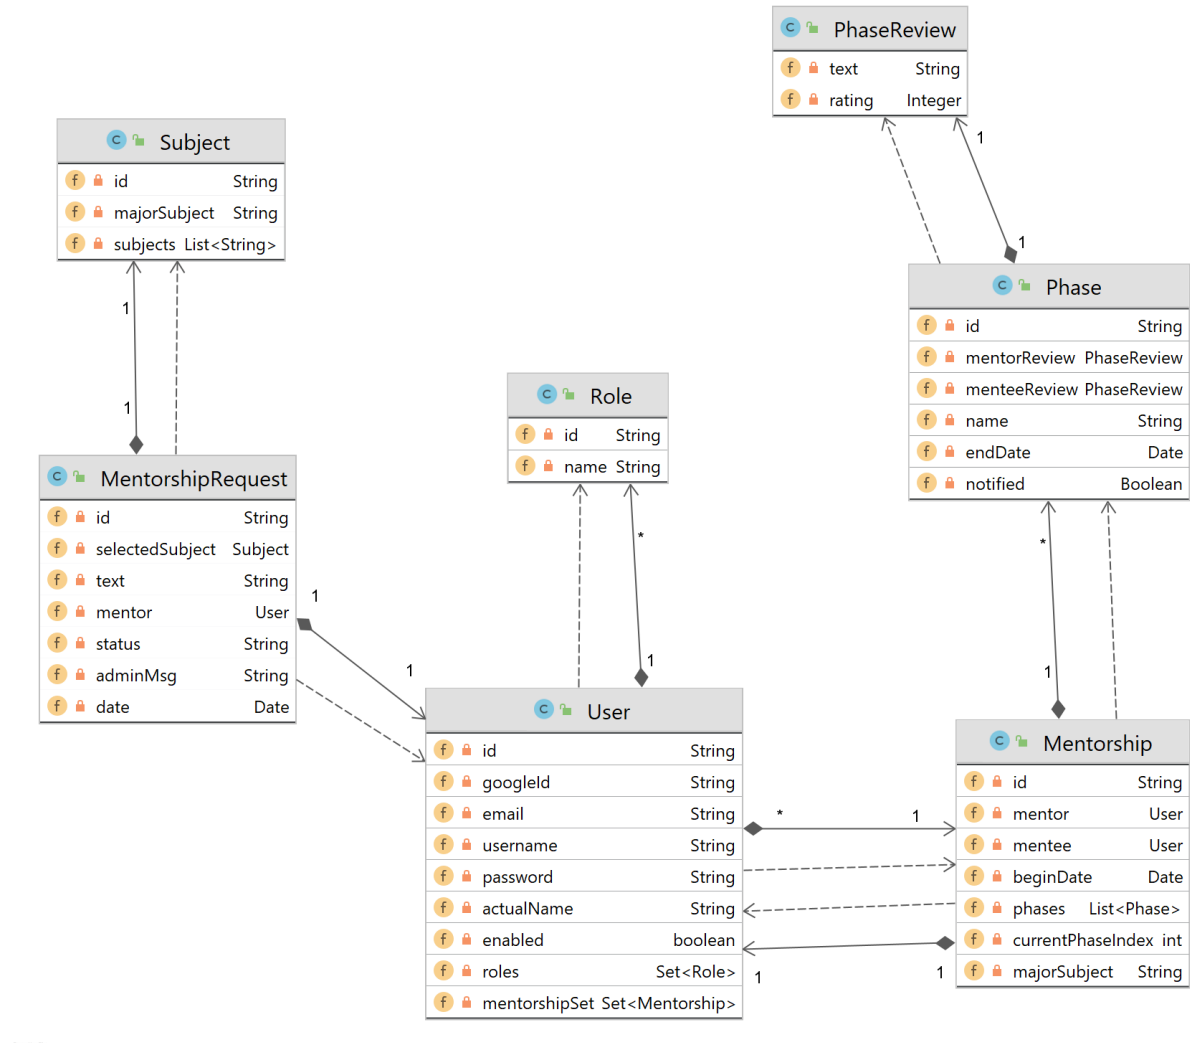 PhaseReview
text String
rating Integer
1
1
Subject
id String
majorSubject String
subjects List<String>
1
1
Phase
id String
mentorReview PhaseReview
menteeReview PhaseReview
name String
endDate Date
notified Boolean
Role
id String
name String
*
1
MentorshipRequest
id String
selectedSubject Subject
text String
mentor User
status String
adminMsg String
date Date
1
1
*
1
User
id String
googleId String
email String
username String
password String
actualName String
enabled boolean
roles Set<Role>
mentorshipSet Set<Mentorship>
* 1
1 1
Mentorship
id String
mentor User
mentee User
beginDate Date
phases List<Phase>
currentPhaseIndex int
majorSubject String